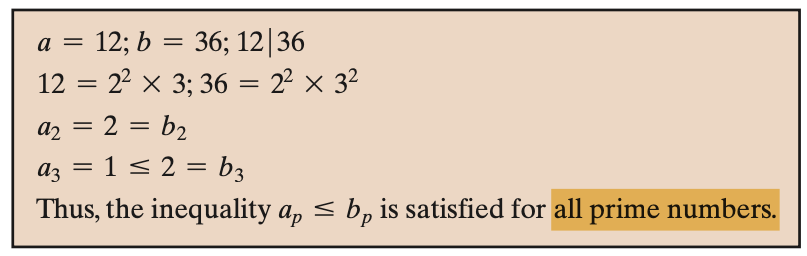 a = 12; b = 36; 12|36
12 = 2² × 3; 36 = 2² × 3²
a₂ = 2 = b₂
a₃ = 1 ≤ 2 = b₃
Thus, the inequality aₚ ≤ bₚ is satisfied for all prime numbers.